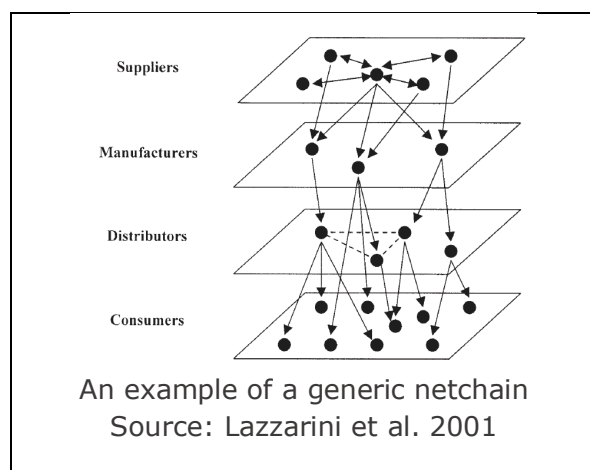 Suppliers
Manufacturers
Distributors
Consumers
An example of a generic netchain
Source: Lazzarini et al. 2001